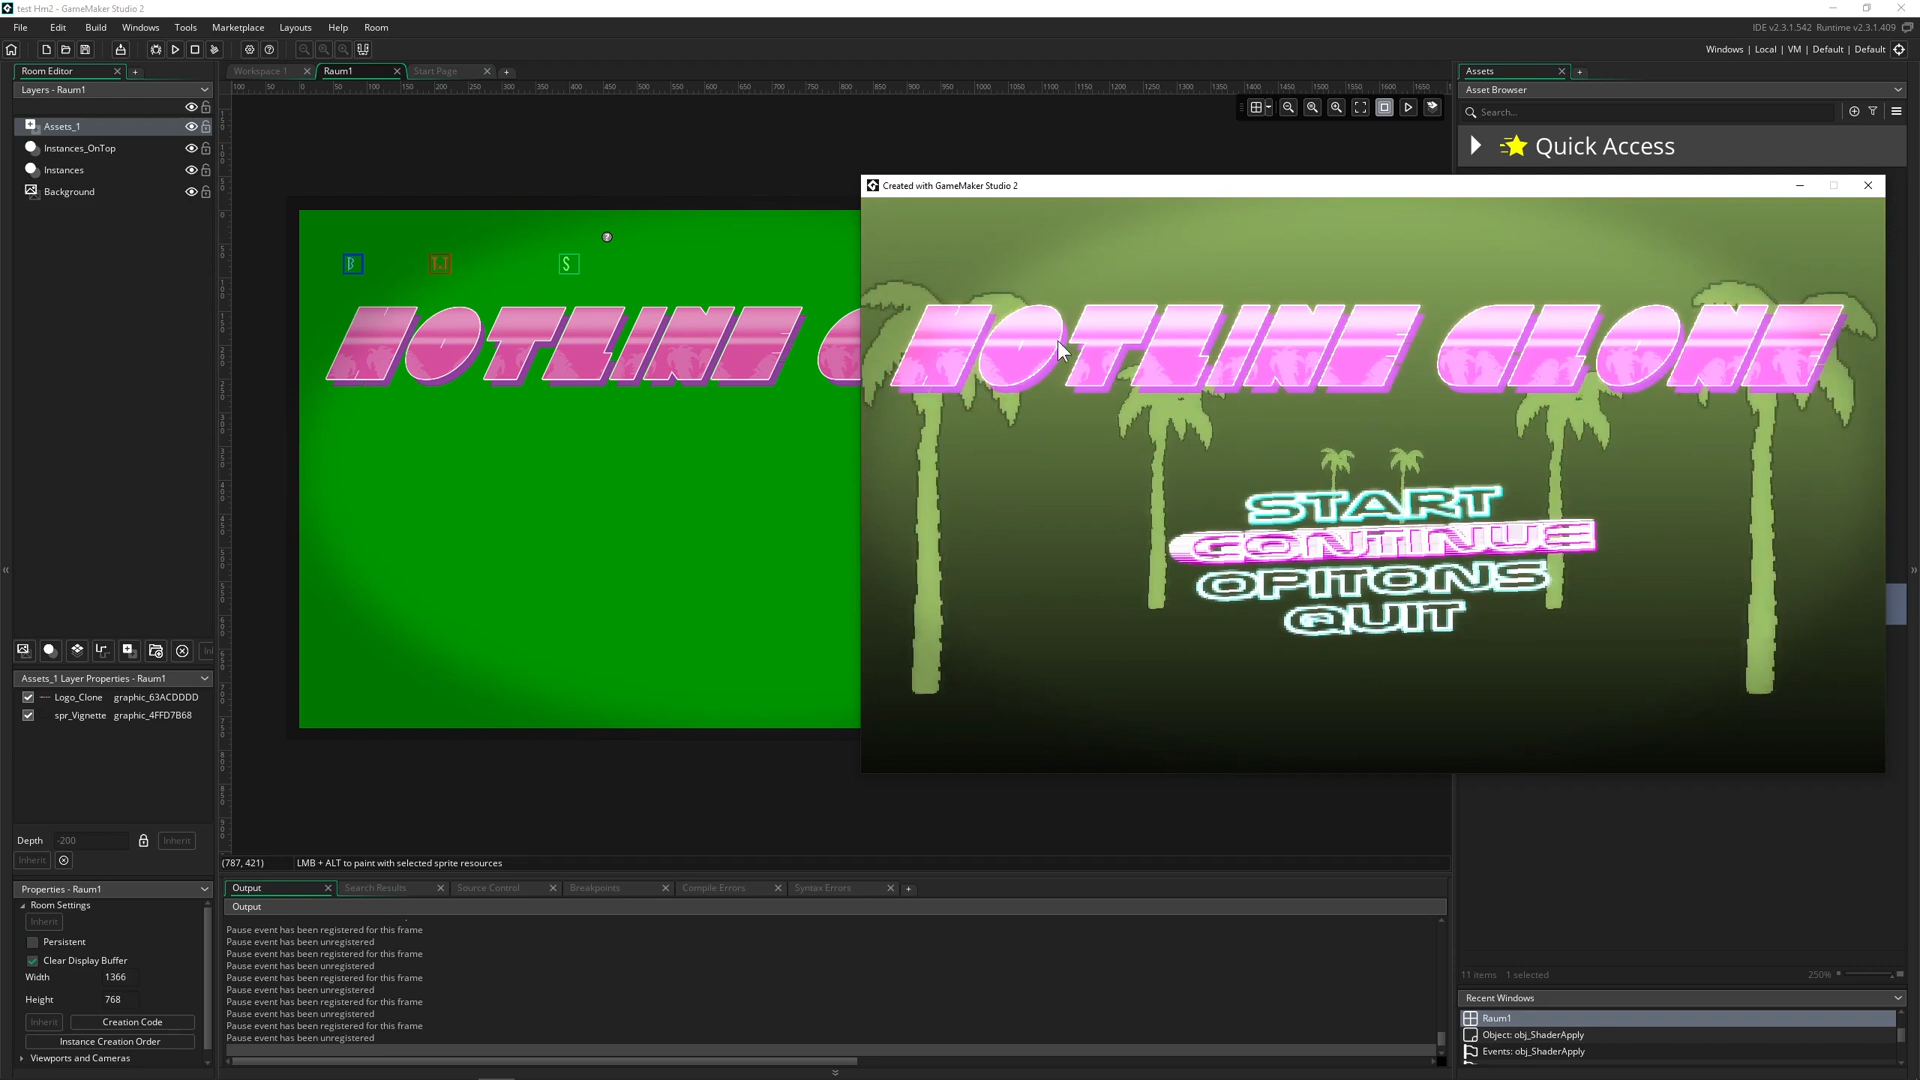 test Hm2 - GameMaker Studio 2
File Edit Build Windows Tools Marketplace Layouts Help Room
IDE v2.3.1.542 Runtime v2.3.1.409
Windows | Local | VM | Default | Default
Room Editor
Workspace 1
Raum1
Start Page
Assets
Layers - Raum1
Asset Browser
Search...
Assets_1
Instances_OnTop
Instances
Background
Quick Access
Created with GameMaker Studio 2
B
S
HOTLINE C
HOTLINE CLONE
START
CONTINUE
OPITONS
QUIT
Assets_1 Layer Properties - Raum1
Logo_Clone graphic_63ACDDDD
spr_Vignette graphic_4FFD7B68
Depth -200 Inherit
Inherit
(787, 421) LMB + ALT to paint with selected sprite resources
Properties - Raum1
Room Settings
Inherit
Persistent
Clear Display Buffer
Width 1366
Height 768
Inherit Creation Code
Instance Creation Order
Viewports and Cameras
Output Search Results Source Control Breakpoints Compile Errors Syntax Errors
Output
Pause event has been registered for this frame
Pause event has been unregistered
Pause event has been registered for this frame
Pause event has been unregistered
Pause event has been registered for this frame
Pause event has been unregistered
Pause event has been registered for this frame
Pause event has been unregistered
Pause event has been registered for this frame
Pause event has been unregistered
11 items 1 selected
250%
Recent Windows
Raum1
Object: obj_ShaderApply
Events: obj_ShaderApply